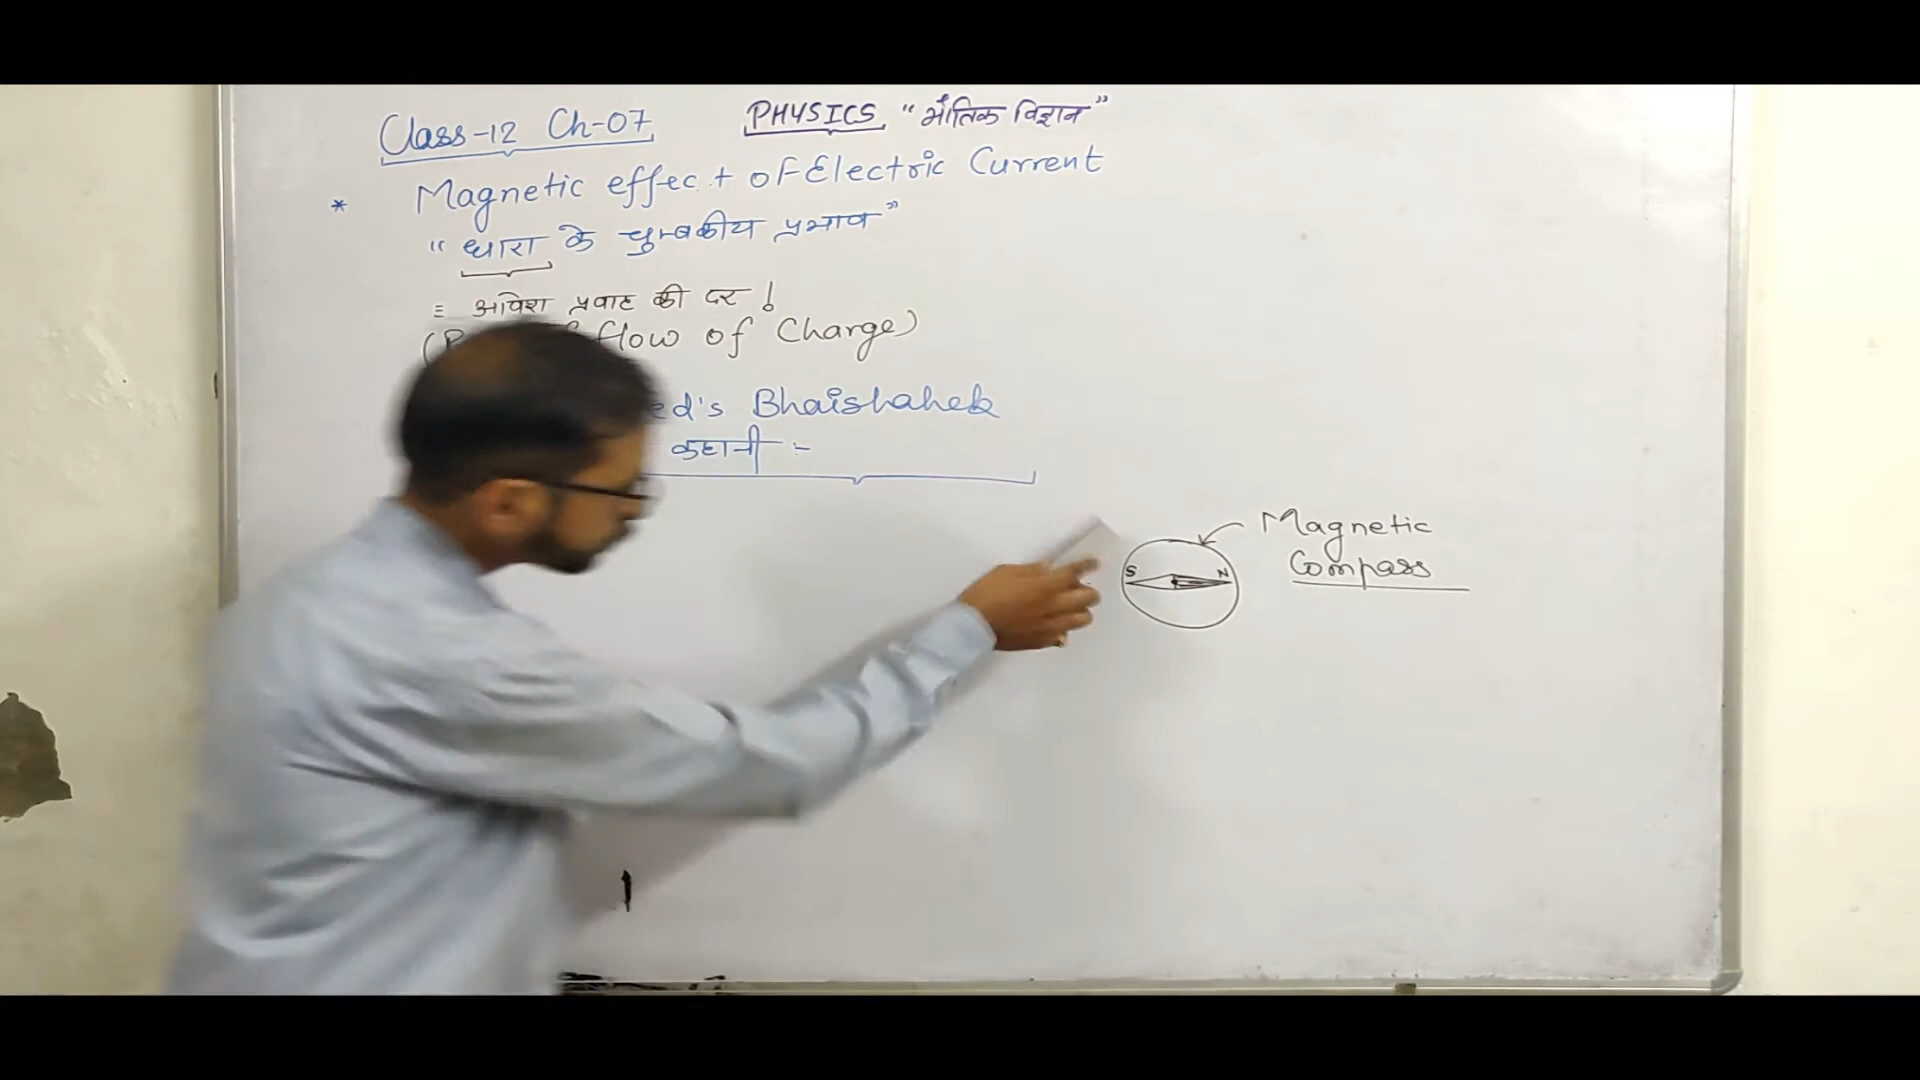 Class-12 Ch-07 PHYSICS "भौतिक विज्ञान"
* Magnetic effect of Electric Current
"धारा के चुम्बकीय प्रभाव"
= आवेश प्रवाह की दर !
flow of Charge)
ed's Bhaishahek
कहानी :-
Magnetic
Compass
S N